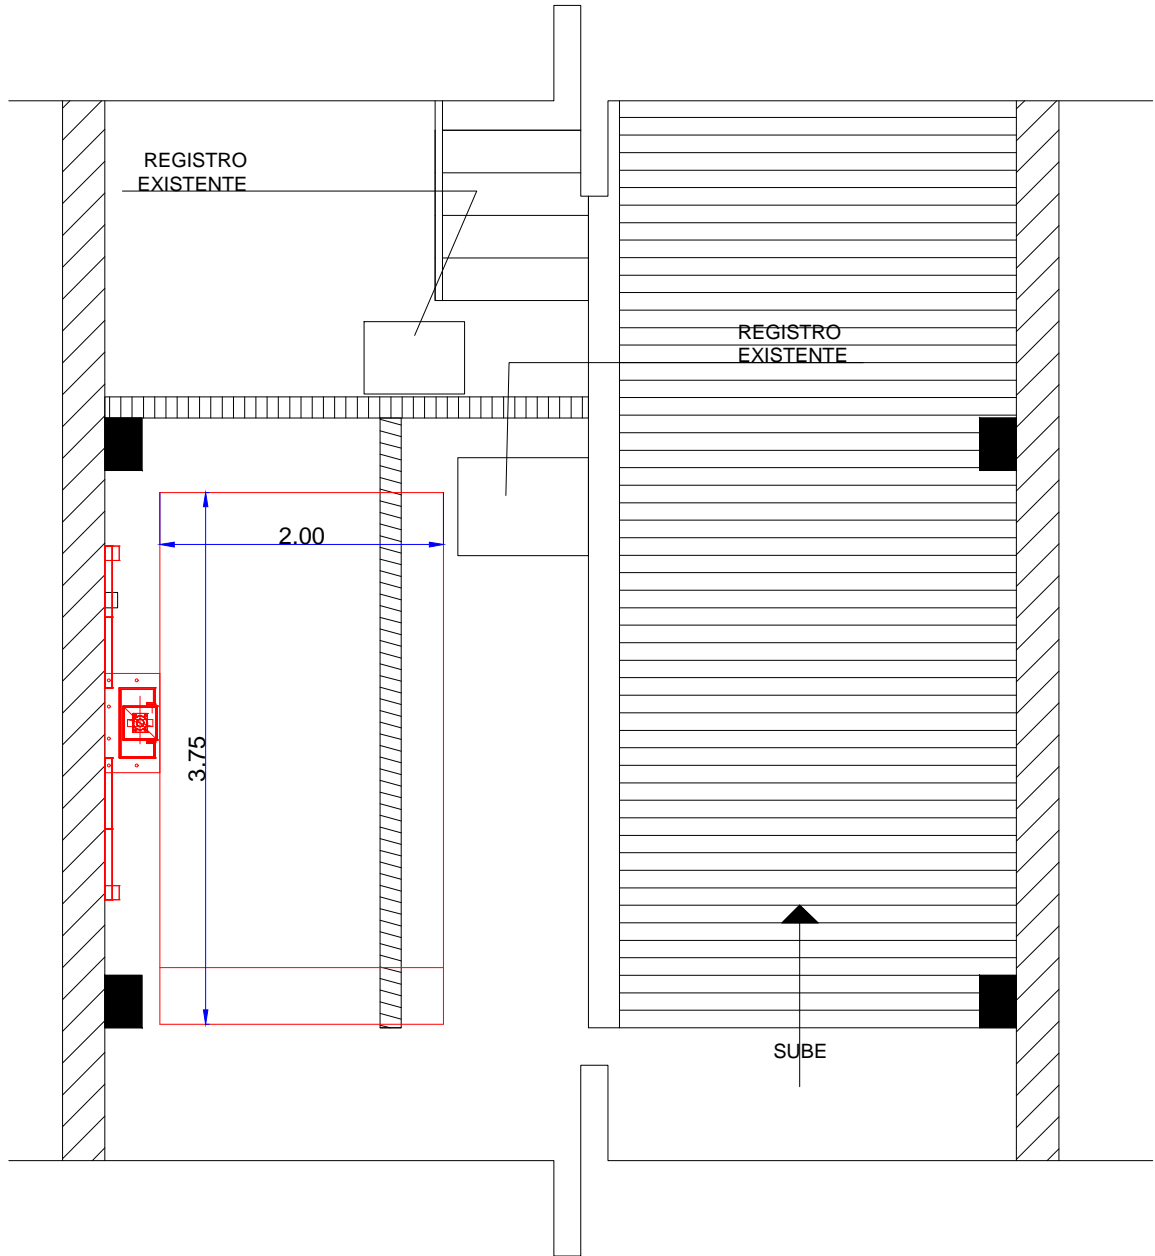 REGISTRO
EXISTENTE
REGISTRO
EXISTENTE
2.00
3.75
SUBE